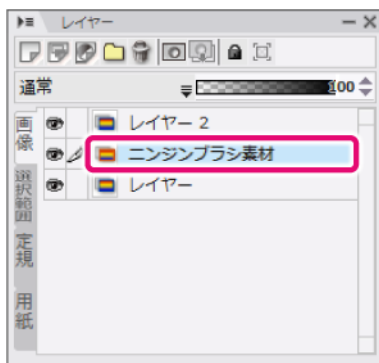 レイヤー
通常
100
画像
レイヤー 2
ニンジンブラシ素材
選択範囲
レイヤー
定規
用紙